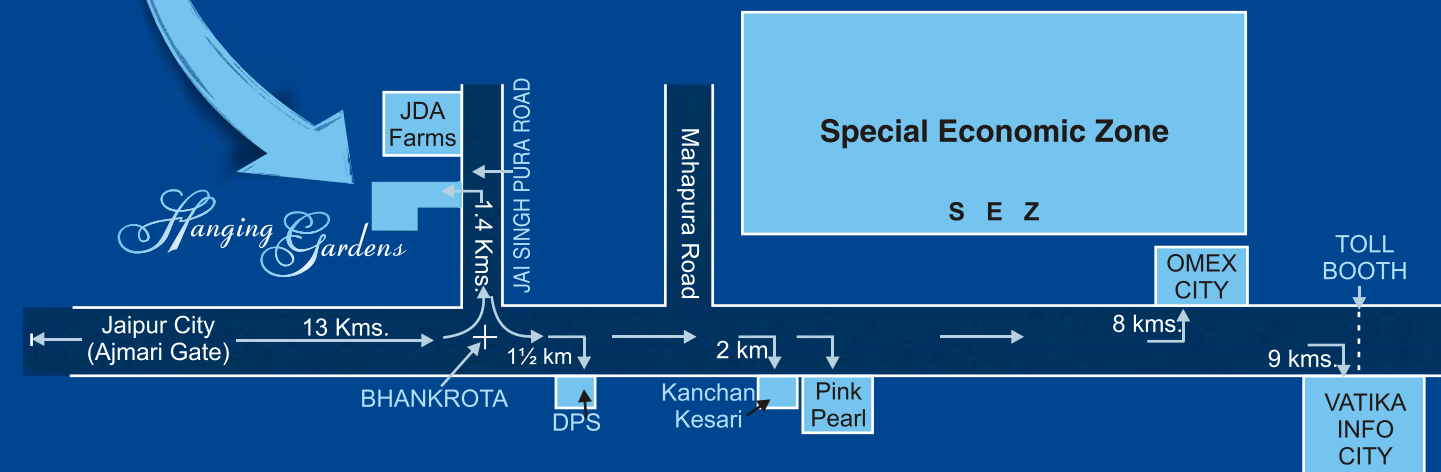 JDA
Farms
JAI SINGH PURA ROAD
Hanging Gardens
1.4 Kms.
Mahapura Road
Special Economic Zone
S E Z
OMEX
CITY
TOLL
BOOTH
Jaipur City
(Ajmari Gate)
13 Kms.
1½ km
2 km
8 kms.
9 kms.
BHANKROTA
DPS
Kanchan
Kesari
Pink
Pearl
VATIKA
INFO
CITY